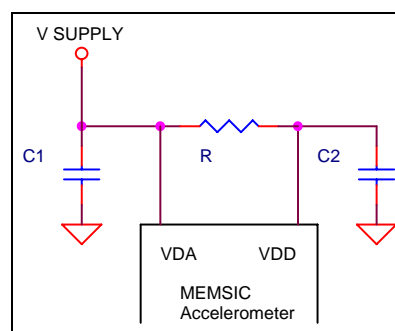 V SUPPLY
C1
R
C2
VDA
VDD
MEMSIC
Accelerometer